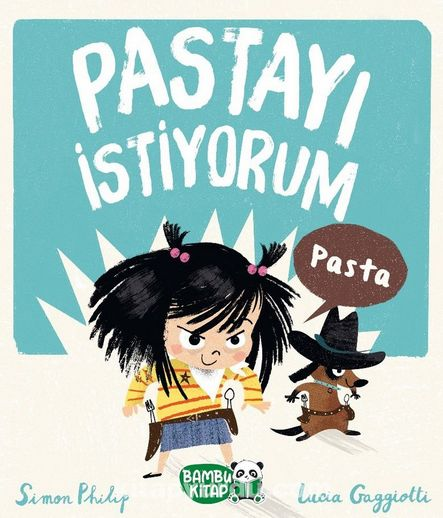 PASTAYI
İSTİYORUM
Pasta
BAMBU
KİTAP
Simon Philip
Lucia Gaggiotti